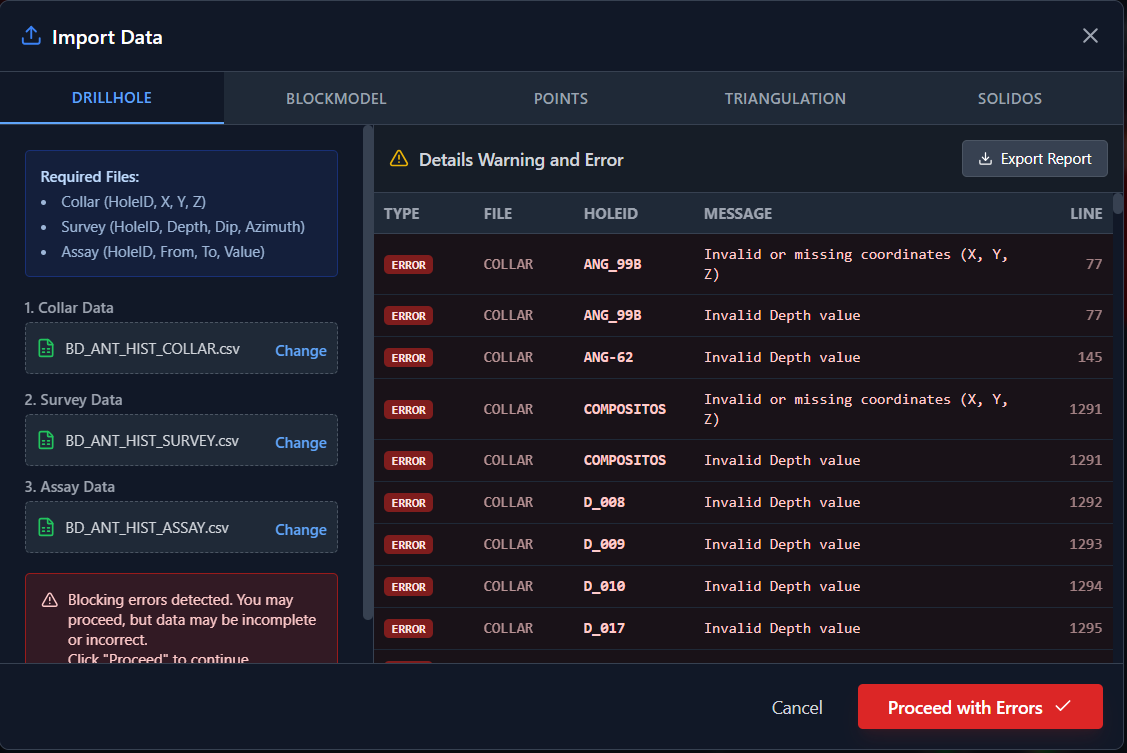 Import Data
DRILLHOLE
BLOCKMODEL
POINTS
TRIANGULATION
SOLIDOS
Required Files:
• Collar (HoleID, X, Y, Z)
• Survey (HoleID, Depth, Dip, Azimuth)
• Assay (HoleID, From, To, Value)
1. Collar Data
BD_ANT_HIST_COLLAR.csv Change
2. Survey Data
BD_ANT_HIST_SURVEY.csv Change
3. Assay Data
BD_ANT_HIST_ASSAY.csv Change
Blocking errors detected. You may
proceed, but data may be incomplete
or incorrect.
Click "Proceed" to continue
Details Warning and Error
Export Report
TYPE FILE HOLEID MESSAGE LINE
ERROR COLLAR ANG_99B Invalid or missing coordinates (X, Y,
Z) 77
ERROR COLLAR ANG_99B Invalid Depth value 77
ERROR COLLAR ANG-62 Invalid Depth value 145
ERROR COLLAR COMPOSITOS Invalid or missing coordinates (X, Y,
Z) 1291
ERROR COLLAR COMPOSITOS Invalid Depth value 1291
ERROR COLLAR D_008 Invalid Depth value 1292
ERROR COLLAR D_009 Invalid Depth value 1293
ERROR COLLAR D_010 Invalid Depth value 1294
ERROR COLLAR D_017 Invalid Depth value 1295
Cancel
Proceed with Errors